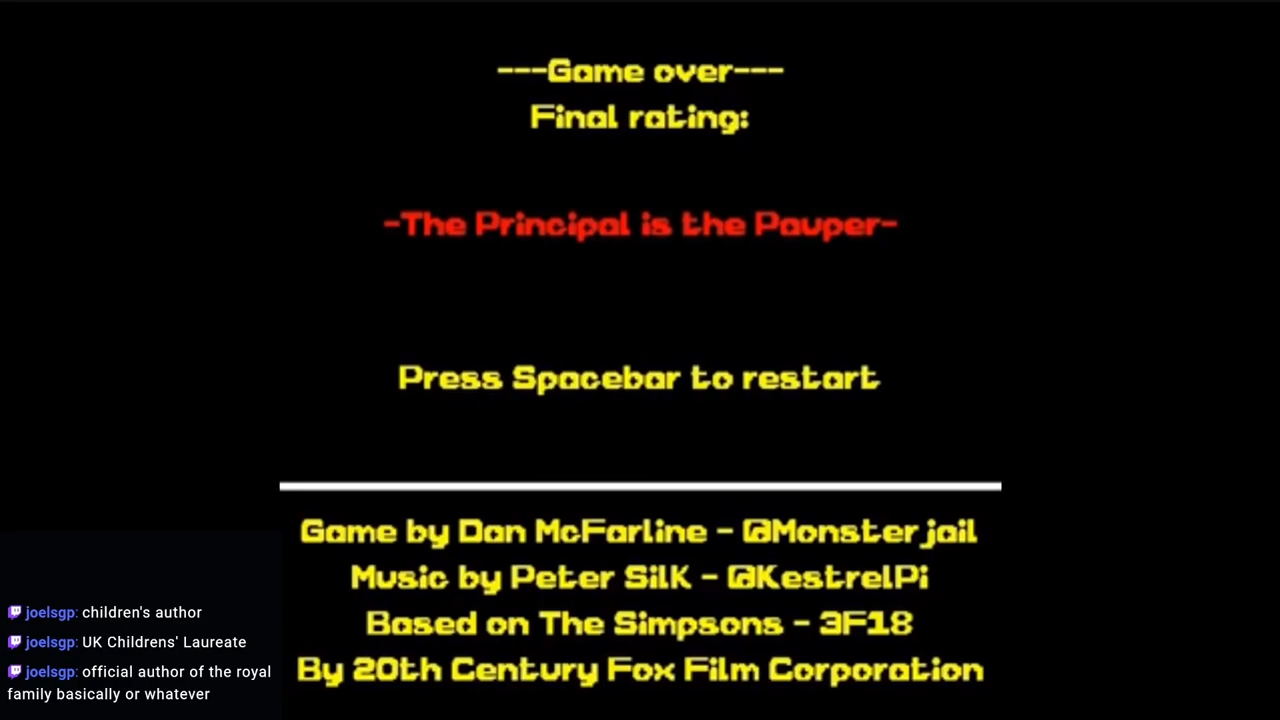 ---Game over---
Final rating:
-The Principal is the Pauper-
Press Spacebar to restart
Game by Dan McFarline - @Monsterjail
Music by Peter Silk - @KestrelPi
Based on The Simpsons - 3F18
By 20th Century Fox Film Corporation
joelsgp: children's author
joelsgp: UK Childrens' Laureate
joelsgp: official author of the royal
family basically or whatever